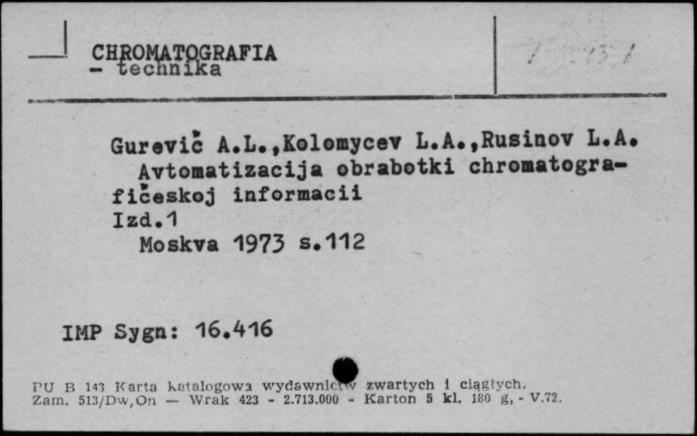 CHROMATOGRAFIA
- technika
Gurevič A.L.,Kolomycev L.A.,Rusinov L.A.
Avtomatizacija obrabotki chromatogra-
fičeskoj informacii
Izd.1
Moskva 1973 s.112
IMP Sygn: 16.416
PU B 143 Karta katalogowa wydawnictw zwartych i ciągłych.
Zam. 513/Dw,On — Wrak 423 - 2.713.000 - Karton 5 kl. 180 g, - V.72.